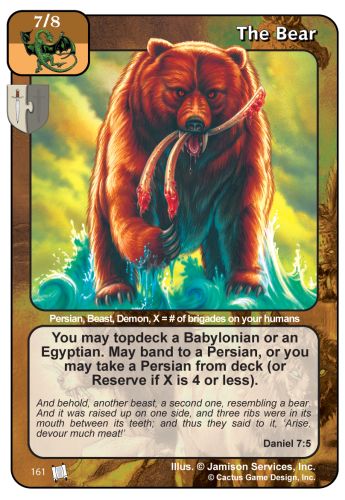 7/8
The Bear
Persian, Beast, Demon, X = # of brigades on your humans
You may topdeck a Babylonian or an
Egyptian. May band to a Persian, or you
may take a Persian from deck (or
Reserve if X is 4 or less).
And behold, another beast, a second one, resembling a bear.
And it was raised up on one side, and three ribs were in its
mouth between its teeth; and thus they said to it, ‘Arise,
devour much meat!’
Daniel 7:5
161
Illus. © Jamison Services, Inc.
© Cactus Game Design, Inc.